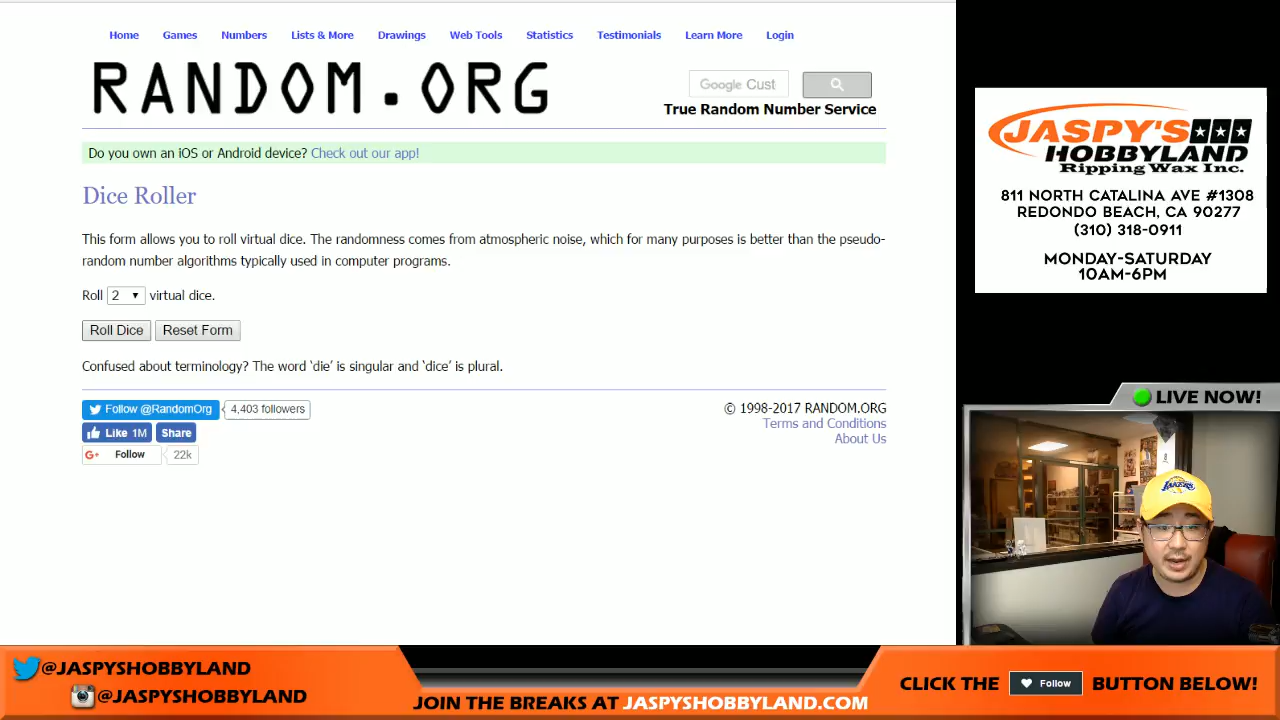 Home Games Numbers Lists & More Drawings Web Tools Statistics Testimonials Learn More Login
RANDOM.ORG
Google Cust
True Random Number Service
Do you own an iOS or Android device? Check out our app!
Dice Roller
This form allows you to roll virtual dice. The randomness comes from atmospheric noise, which for many purposes is better than the pseudo-
random number algorithms typically used in computer programs.
Roll 2 virtual dice.
Roll Dice Reset Form
Confused about terminology? The word ‘die’ is singular and ‘dice’ is plural.
Follow @RandomOrg 4,403 followers
Like 1M Share
G+ Follow 22k
© 1998-2017 RANDOM.ORG
Terms and Conditions
About Us
JASPY'S
HOBBYLAND
Ripping Wax Inc.
811 NORTH CATALINA AVE #1308
REDONDO BEACH, CA 90277
(310) 318-0911
MONDAY-SATURDAY
10AM-6PM
LIVE NOW!
LAKERS
@JASPYSHOBBYLAND
@JASPYSHOBBYLAND
JOIN THE BREAKS AT JASPYSHOBBYLAND.COM
CLICK THE Follow BUTTON BELOW!